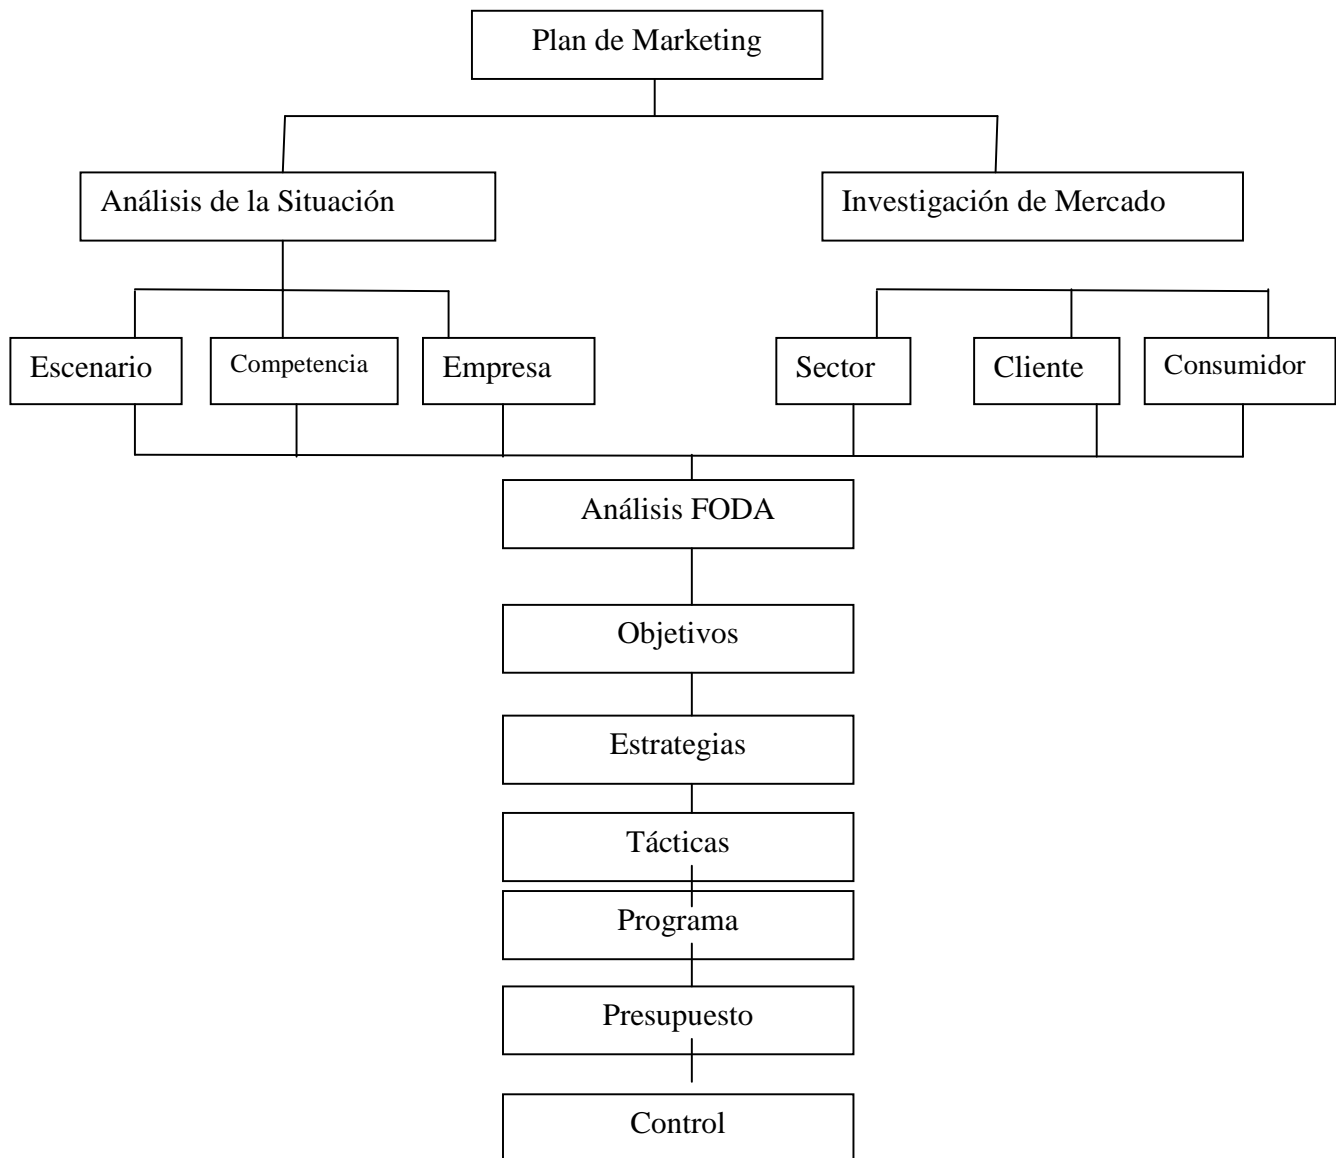 Plan de Marketing
Análisis de la Situación
Investigación de Mercado
Escenario
Competencia
Empresa
Sector
Cliente
Consumidor
Análisis FODA
Objetivos
Estrategias
Tácticas
Programa
Presupuesto
Control